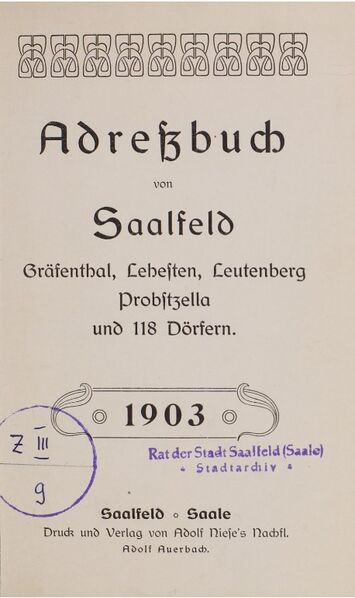 Adreßbuch
von
Saalfeld
Gräfenthal, Leheſten, Leutenberg
Probſtzella
und 118 Dörfern.
1903
Z III
9
Rat der Stadt Saalfeld (Saale)
* Stadtarchiv *
Saalfeld ∘ Saale
Druck und Verlag von Adolf Nieſe's Nachfl.
Adolf Auerbach.